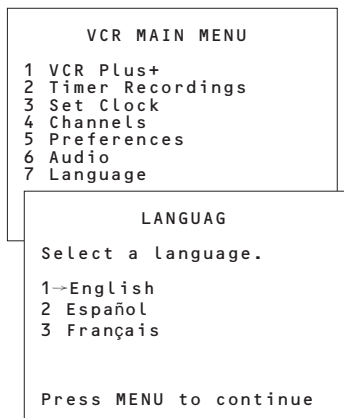 VCR MAIN MENU
1 VCR Plus+
2 Timer Recordings
3 Set Clock
4 Channels
5 Preferences
6 Audio
7 Language
LANGUAG
Select a language.
1→English
2 Español
3 Français
Press MENU to continue